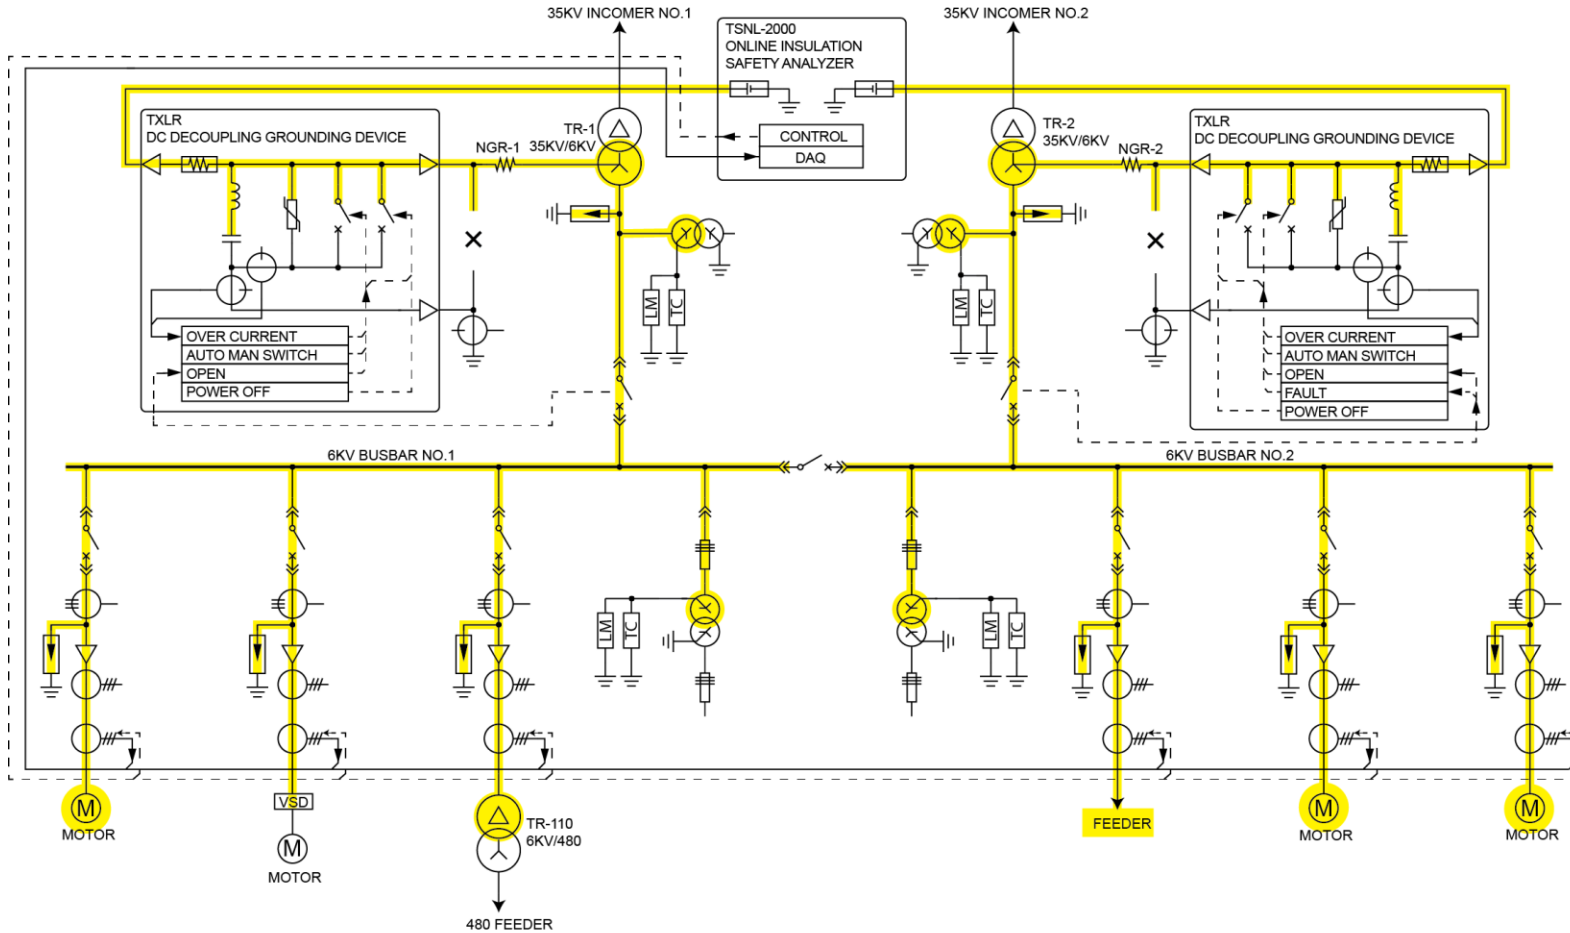 35KV INCOMER NO.1
35KV INCOMER NO.2
TSNL-2000
ONLINE INSULATION
SAFETY ANALYZER
CONTROL
DAQ
TXLR
DC DECOUPLING GROUNDING DEVICE
NGR-1
TR-1
35KV/6KV
TR-2
35KV/6KV
NGR-2
TXLR
DC DECOUPLING GROUNDING DEVICE
LM
TC
LM
TC
OVER CURRENT
AUTO MAN SWITCH
OPEN
POWER OFF
OVER CURRENT
AUTO MAN SWITCH
OPEN
FAULT
POWER OFF
6KV BUSBAR NO.1
6KV BUSBAR NO.2
LM
TC
LM
TC
M
MOTOR
VSD
M
MOTOR
TR-110
6KV/480
480 FEEDER
FEEDER
M
MOTOR
M
MOTOR